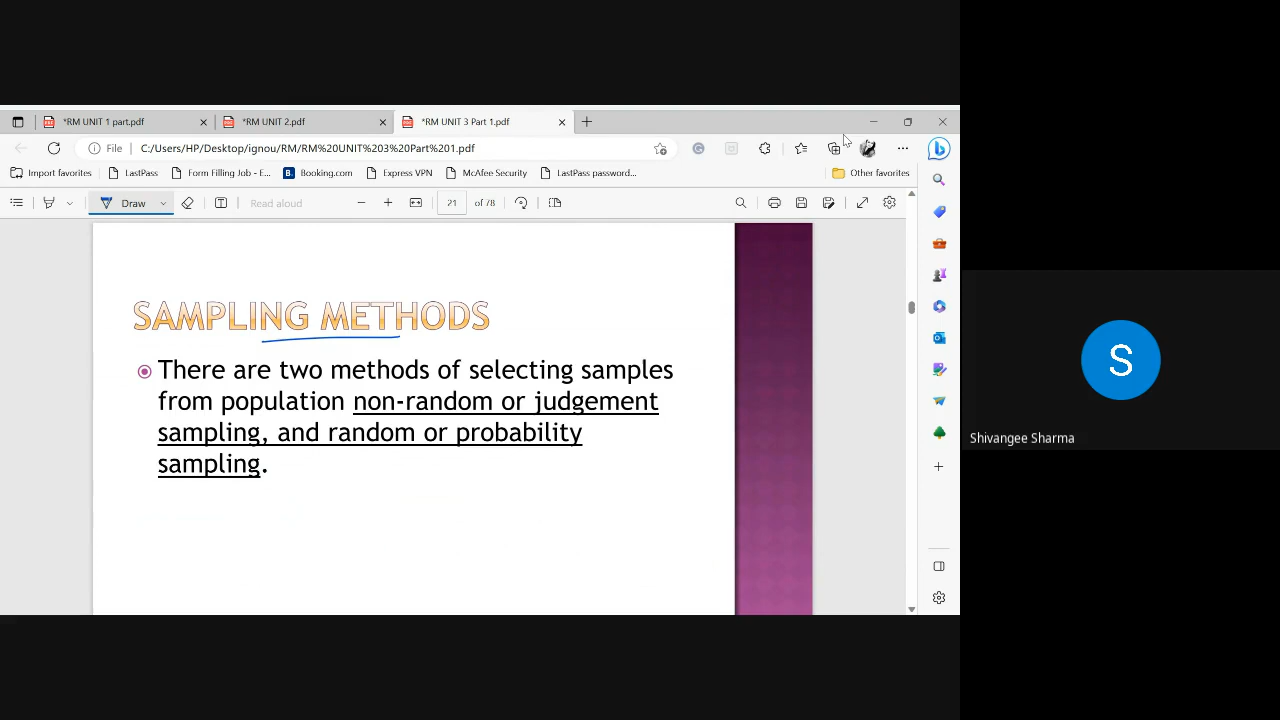 *RM UNIT 1 part.pdf
*RM UNIT 2.pdf
*RM UNIT 3 Part 1.pdf
File C:/Users/HP/Desktop/ignou/RM/RM%20UNIT%203%20Part%201.pdf
Import favorites LastPass Form Filling Job - E... Booking.com Express VPN McAfee Security LastPass password... Other favorites
Draw Read aloud 21 of 78
SAMPLING METHODS
There are two methods of selecting samples
from population non-random or judgement
sampling, and random or probability
sampling.
S
Shivangee Sharma